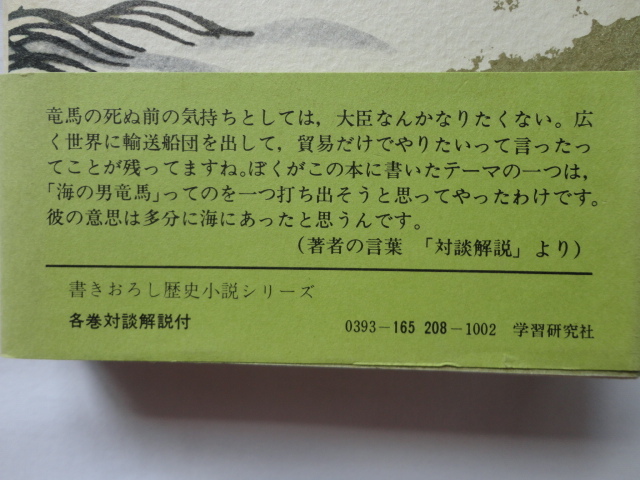 竜馬の死ぬ前の気持ちとしては，大臣なんかなりたくない。広
く世界に輸送船団を出して，貿易だけでやりたいって言ったっ
てことが残ってますね。ぼくがこの本に書いたテーマの一つは，
「海の男竜馬」ってのを一つ打ち出そうと思ってやったわけです。
彼の意思は多分に海にあったと思うんです。
（著者の言葉　「対談解説」より）
書きおろし歴史小説シリーズ
各巻対談解説付　0393－165 208－1002　学習研究社